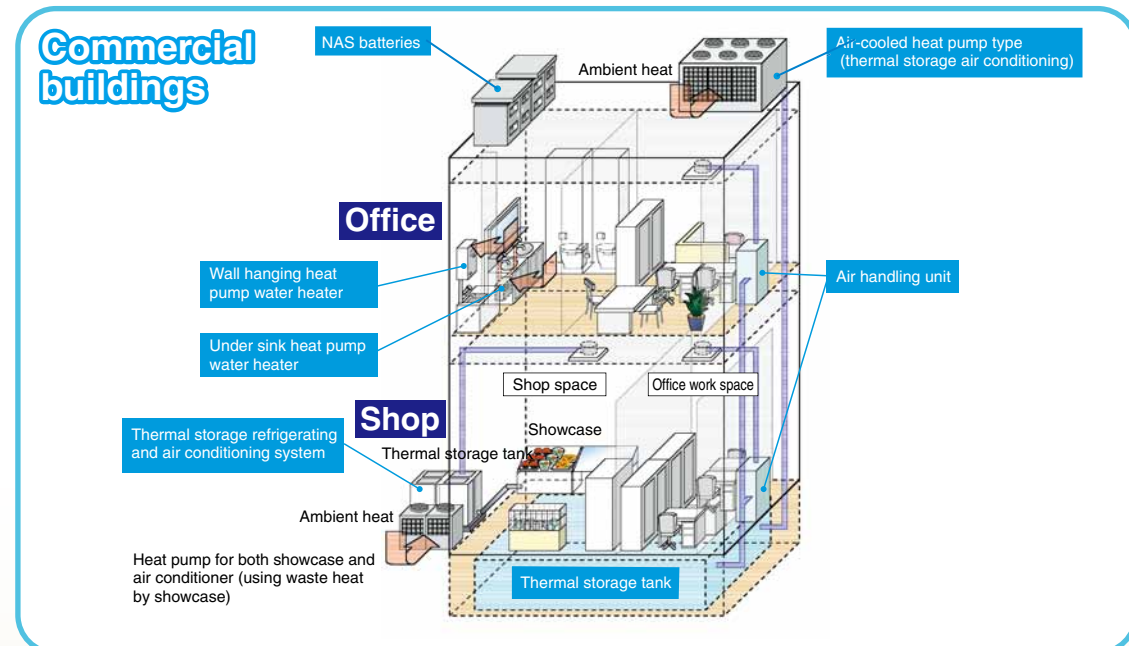 Commercial
buildings
NAS batteries
Ambient heat
Air-cooled heat pump type
(thermal storage air conditioning)
Office
Wall hanging heat
pump water heater
Air handling unit
Under sink heat pump
water heater
Shop space
Office work space
Shop
Showcase
Thermal storage refrigerating
and air conditioning system
Thermal storage tank
Ambient heat
Heat pump for both showcase and
air conditioner (using waste heat
by showcase)
Thermal storage tank